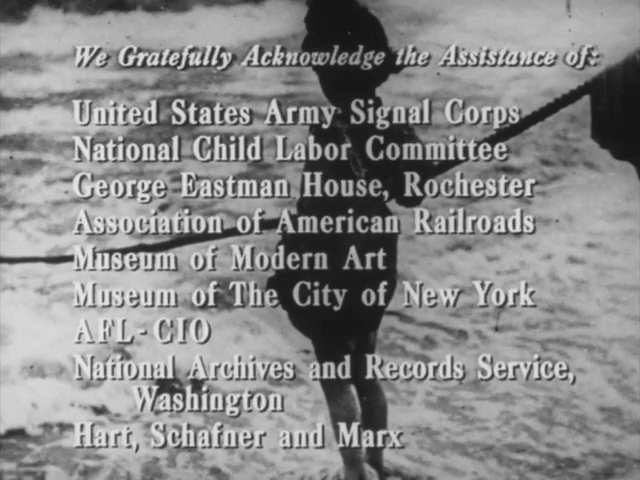 We Gratefully Acknowledge the Assistance of:
United States Army Signal Corps
National Child Labor Committee
George Eastman House, Rochester
Association of American Railroads
Museum of Modern Art
Museum of The City of New York
AFL-CIO
National Archives and Records Service,
Washington
Hart, Schafner and Marx